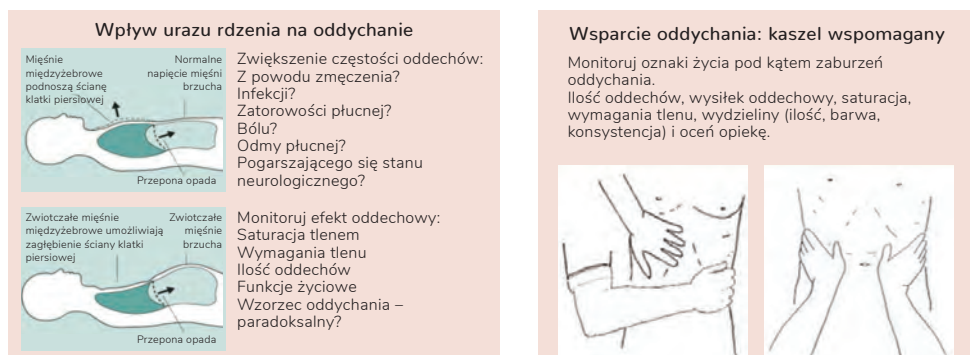 Wpływ urazu rdzenia na oddychanie
Mięśnie
międzyżebrowe
podnoszą ścianę
klatki piersiowej
Normalne
napięcie mięśni
brzucha
Przepona opada
Zwiększenie częstości oddechów:
Z powodu zmęczenia?
Infekcji?
Zatorowości płucnej?
Bólu?
Odmy płucnej?
Pogarszającego się stanu
neurologicznego?
Zwiotczałe mięśnie
międzyżebrowe umożliwiają
zagłębienie ściany klatki
piersiowej
Zwiotczałe
mięśnie
brzucha
Przepona opada
Monitoruj efekt oddechowy:
Saturacja tlenem
Wymagania tlenu
Ilość oddechów
Funkcje życiowe
Wzorzec oddychania –
paradoksalny?
Wsparcie oddychania: kaszel wspomagany
Monitoruj oznaki życia pod kątem zaburzeń
oddychania.
Ilość oddechów, wysiłek oddechowy, saturacja,
wymagania tlenu, wydzieliny (ilość, barwa,
konsystencja) i oceń opiekę.